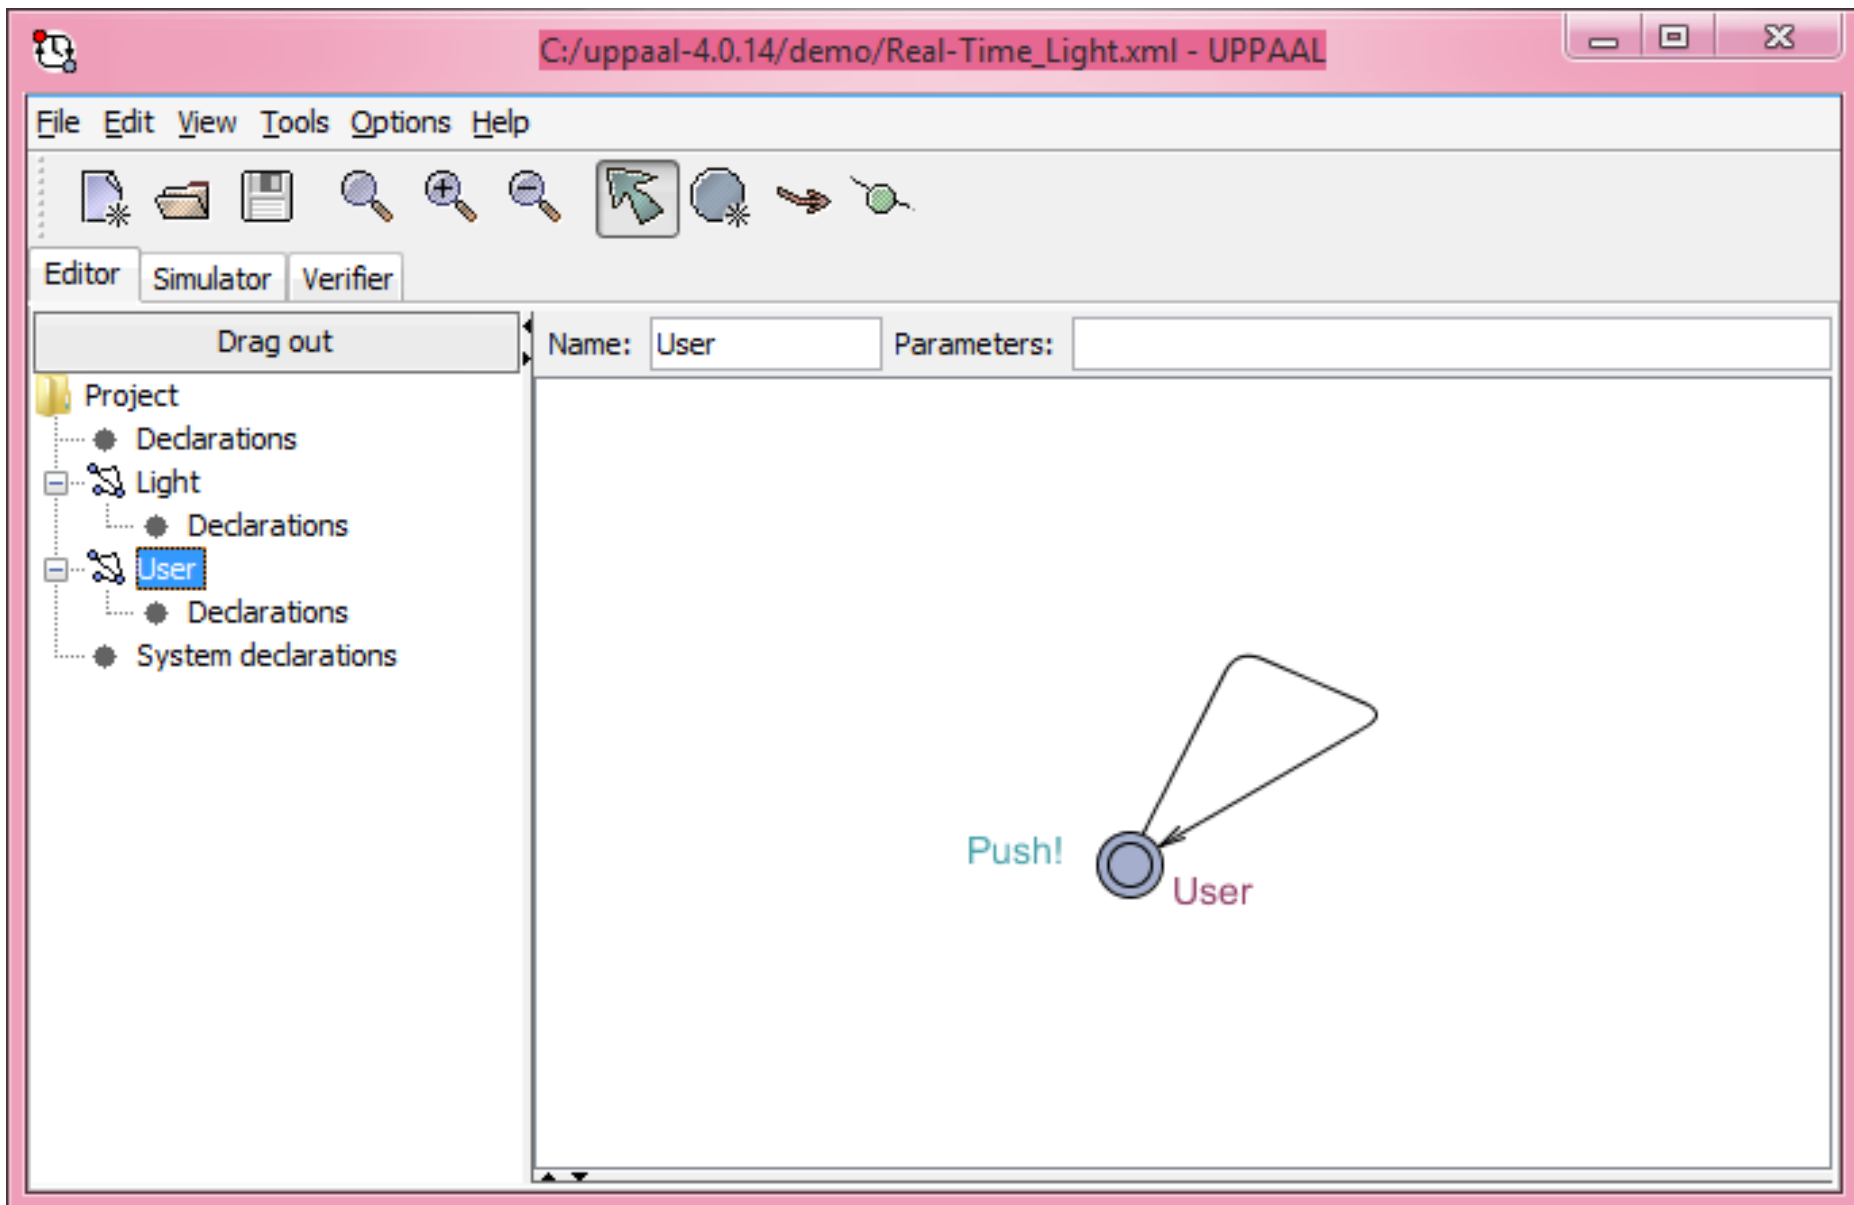 C:/uppaal-4.0.14/demo/Real-Time_Light.xml - UPPAAL
File Edit View Tools Options Help
Editor Simulator Verifier
Drag out
Name: User Parameters:
Project
Declarations
Light
Declarations
User
Declarations
System declarations
Push!
User